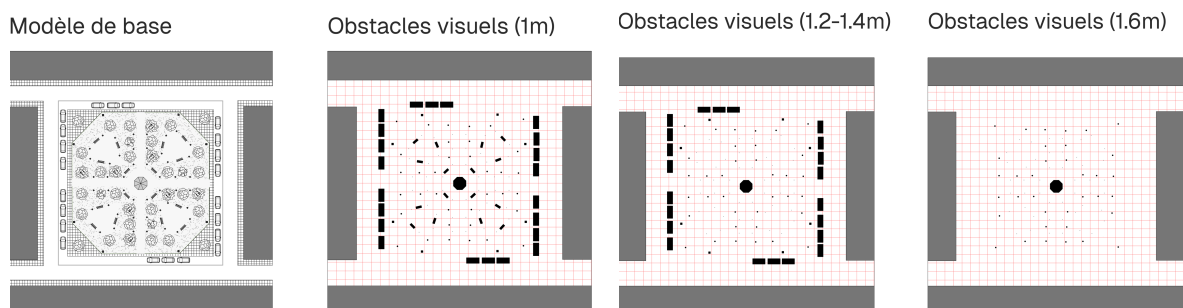 Modèle de base
Obstacles visuels (1m)
Obstacles visuels (1.2-1.4m)
Obstacles visuels (1.6m)